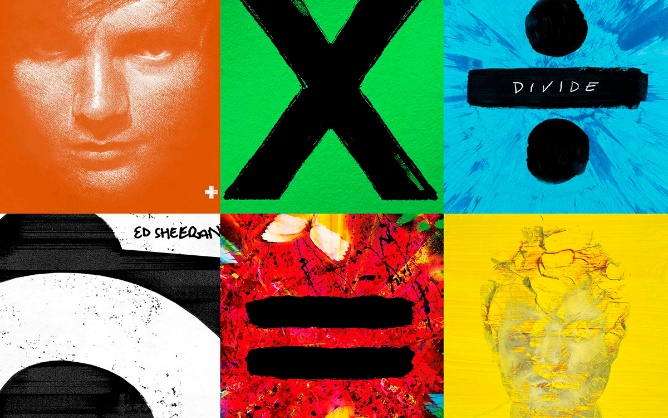 +
X
÷
DIVIDE
ED SHEERAN
=